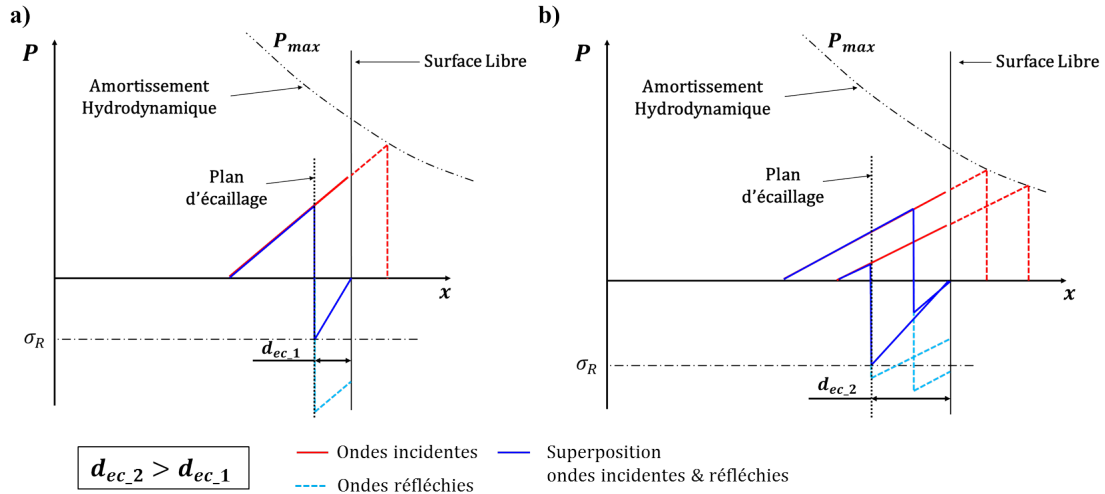 a)
P
P_max
Surface Libre
Amortissement
Hydrodynamique
Plan
d'écaillage
x
σ_R
d_ec_1
b)
P
P_max
Surface Libre
Amortissement
Hydrodynamique
Plan
d'écaillage
x
σ_R
d_ec_2
d_ec_2 > d_ec_1
Ondes incidentes
Ondes réfléchies
Superposition
ondes incidentes & réfléchies